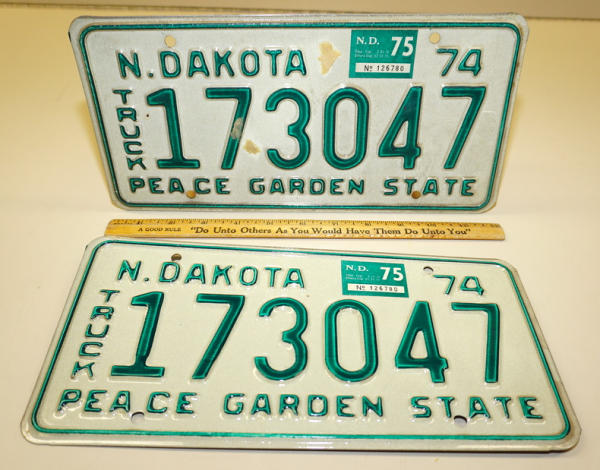 N.D. 75
Nº 126780
N. DAKOTA 74
TRUCK
173047
PEACE GARDEN STATE
A GOOD RULE "Do Unto Others As You Would Have Them Do Unto You"
N.D. 75
Nº 126780
N. DAKOTA 74
TRUCK
173047
PEACE GARDEN STATE